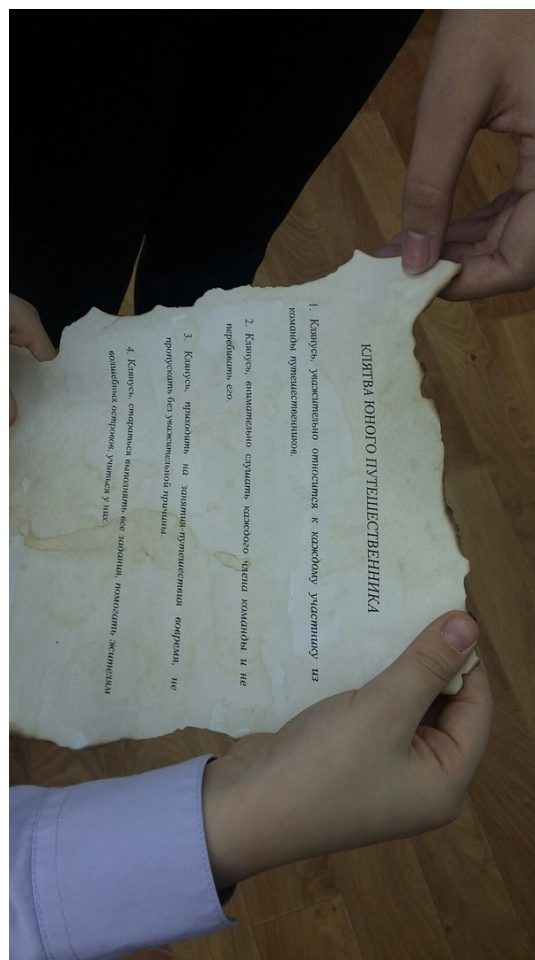 КЛЯТВА ЮНОГО ПУТЕШЕСТВЕННИКА
1. Клянусь, уважительно относится к каждому участнику из
команды путешественников.
2. Клянусь, внимательно слушать каждого члена команды и не
перебивать его.
3. Клянусь, приходить на занятия-путешествия вовремя, не
пропускать без уважительной причины.
4. Клянусь, стараться выполнять все задания, помогать жителям
волшебных островов, учиться у них.